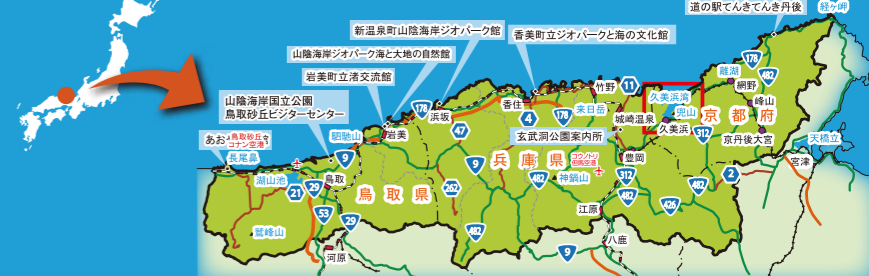 道の駅てんきてんき丹後
経ヶ岬
新温泉町山陰海岸ジオパーク館
香美町立ジオパークと海の文化館
山陰海岸ジオパーク海と大地の自然館
岩美町立渚交流館
山陰海岸国立公園
鳥取砂丘ビジターセンター
178
離湖
482
網野
竹野
11
久美浜湾
兜山
峰山
香住
178
来日岳
城崎温泉
京都府
178
浜坂
4
玄武洞公園案内所
久美浜
312
京丹後大宮
天橋立
岩美
47
あお
鳥取砂丘
コナン空港
長尾鼻
駟馳山
9
兵庫県
コウノトリ
但馬空港
豊岡
宮津
9
312
2
湖山池
29
鳥取
21
鳥取県
262
482
神鍋山
482
482
426
江原
53
29
鷲峰山
482
八鹿
河原
9